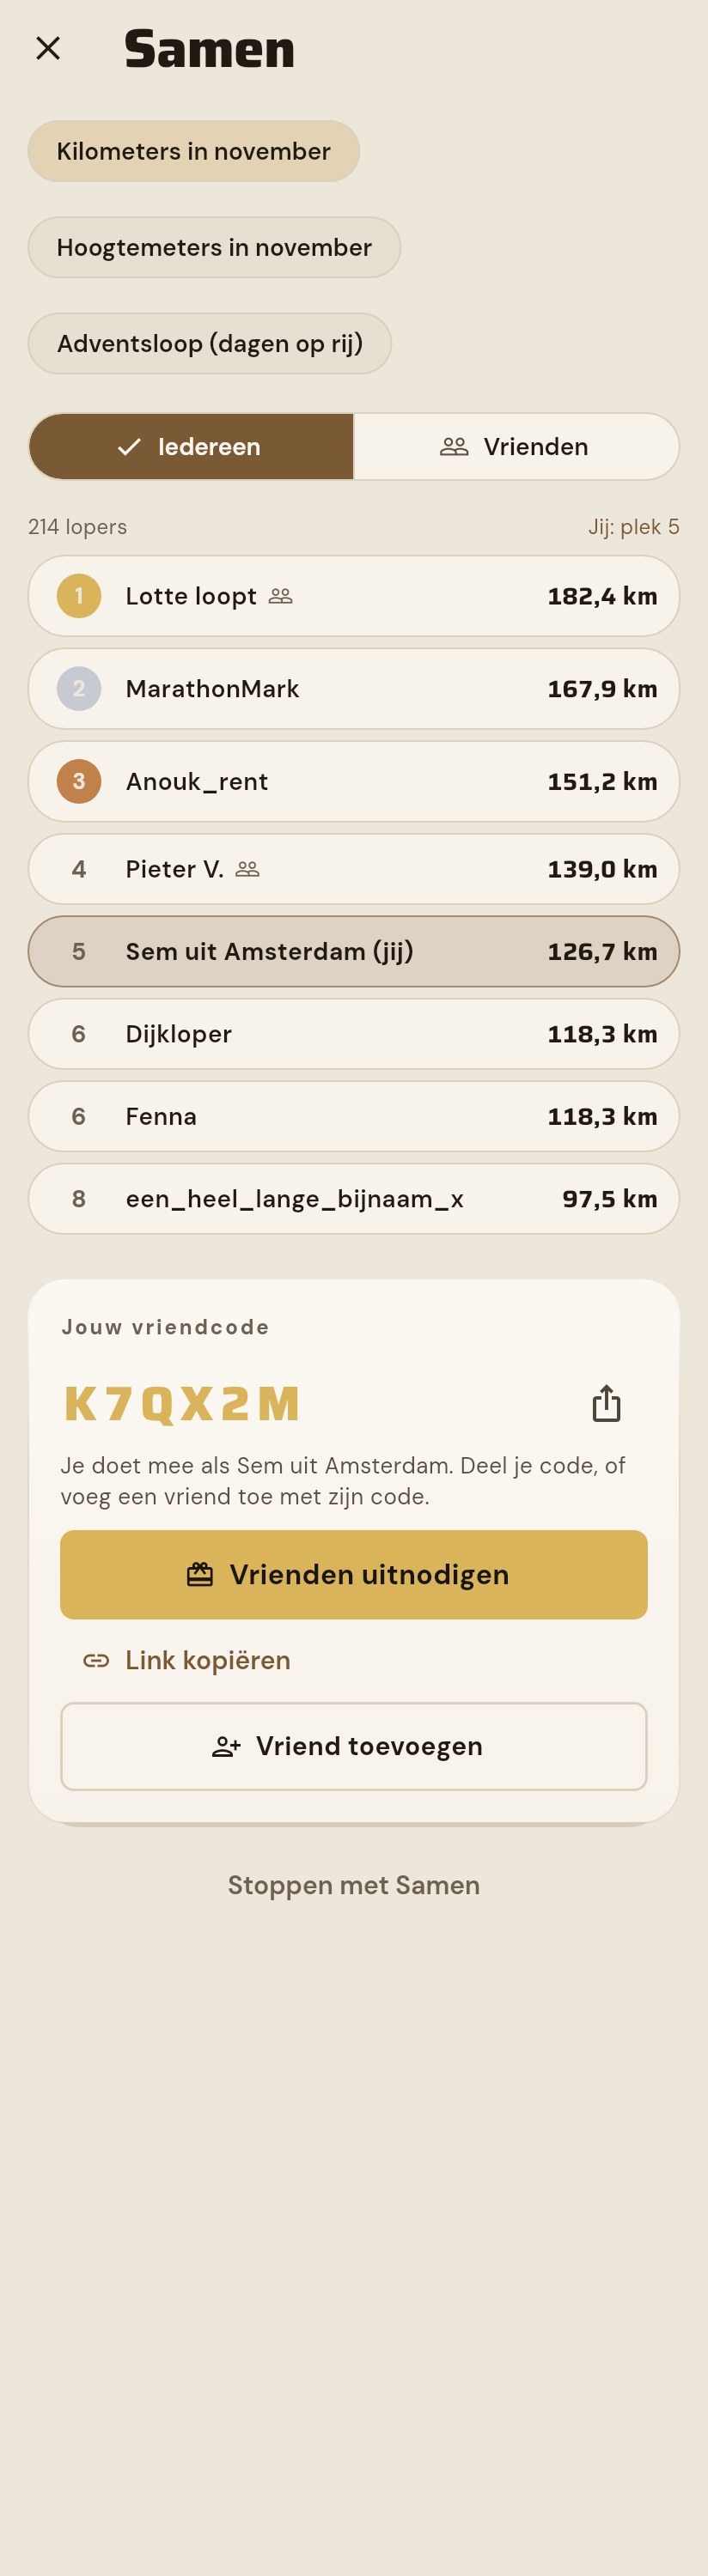 Samen
Kilometers in november
Hoogtemeters in november
Adventsloop (dagen op rij)
Iedereen
Vrienden
214 lopers
Jij: plek 5
1 Lotte loopt 182,4 km
2 MarathonMark 167,9 km
3 Anouk_rent 151,2 km
4 Pieter V. 139,0 km
5 Sem uit Amsterdam (jij) 126,7 km
6 Dijkloper 118,3 km
6 Fenna 118,3 km
8 een_heel_lange_bijnaam_x 97,5 km
Jouw vriendcode
K7QX2M
Je doet mee als Sem uit Amsterdam. Deel je code, of
voeg een vriend toe met zijn code.
Vrienden uitnodigen
Link kopiëren
Vriend toevoegen
Stoppen met Samen